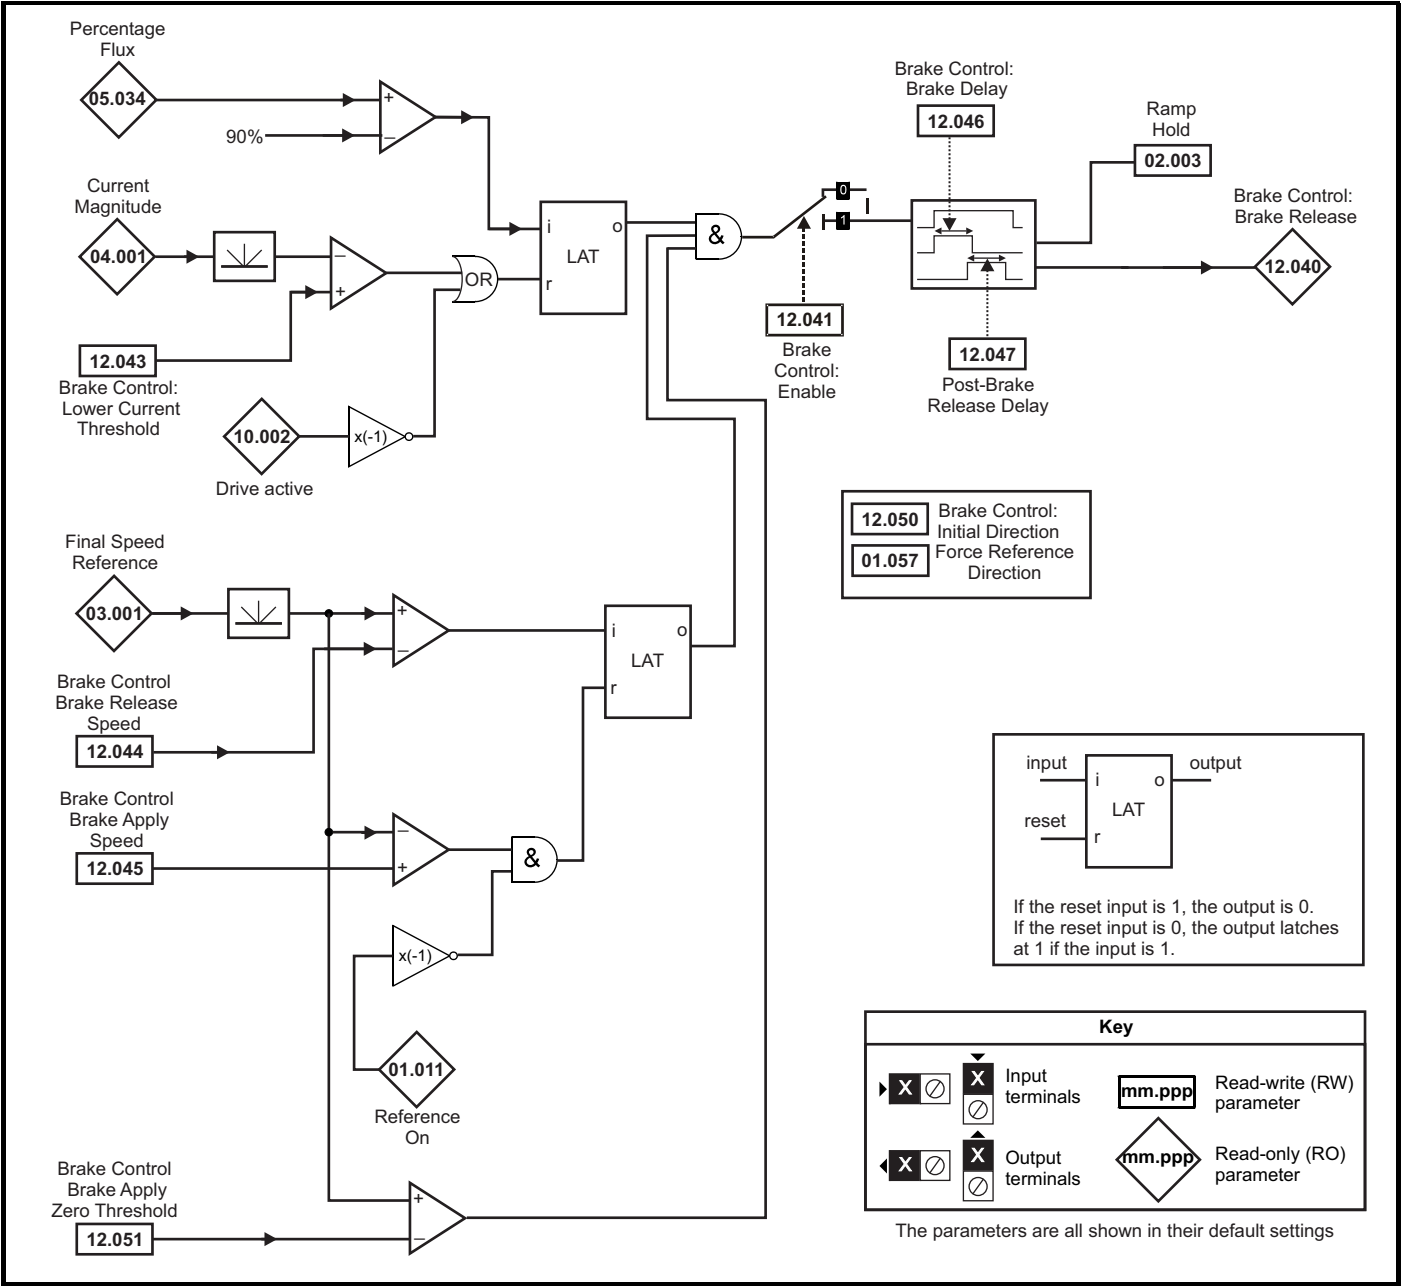 Percentage
Flux
05.034
+
90%
–
Current
Magnitude
04.001
–
+
12.043
Brake Control:
Lower Current
Threshold
10.002
Drive active
x(-1)
OR
i
o
LAT
r
&
0
1
12.041
Brake
Control:
Enable
Brake Control:
Brake Delay
12.046
12.047
Post-Brake
Release Delay
Ramp
Hold
02.003
Brake Control:
Brake Release
12.040
12.050
Brake Control:
Initial Direction
01.057
Force Reference
Direction
Final Speed
Reference
03.001
+
–
Brake Control
Brake Release
Speed
12.044
i
o
LAT
r
Brake Control
Brake Apply
Speed
12.045
–
+
&
x(-1)
01.011
Reference
On
Brake Control
Brake Apply
Zero Threshold
12.051
+
–
input
output
i
o
LAT
reset
r
If the reset input is 1, the output is 0.
If the reset input is 0, the output latches
at 1 if the input is 1.
Key
X
X
Input
terminals
mm.ppp
Read-write (RW)
parameter
X
X
Output
terminals
mm.ppp
Read-only (RO)
parameter
The parameters are all shown in their default settings